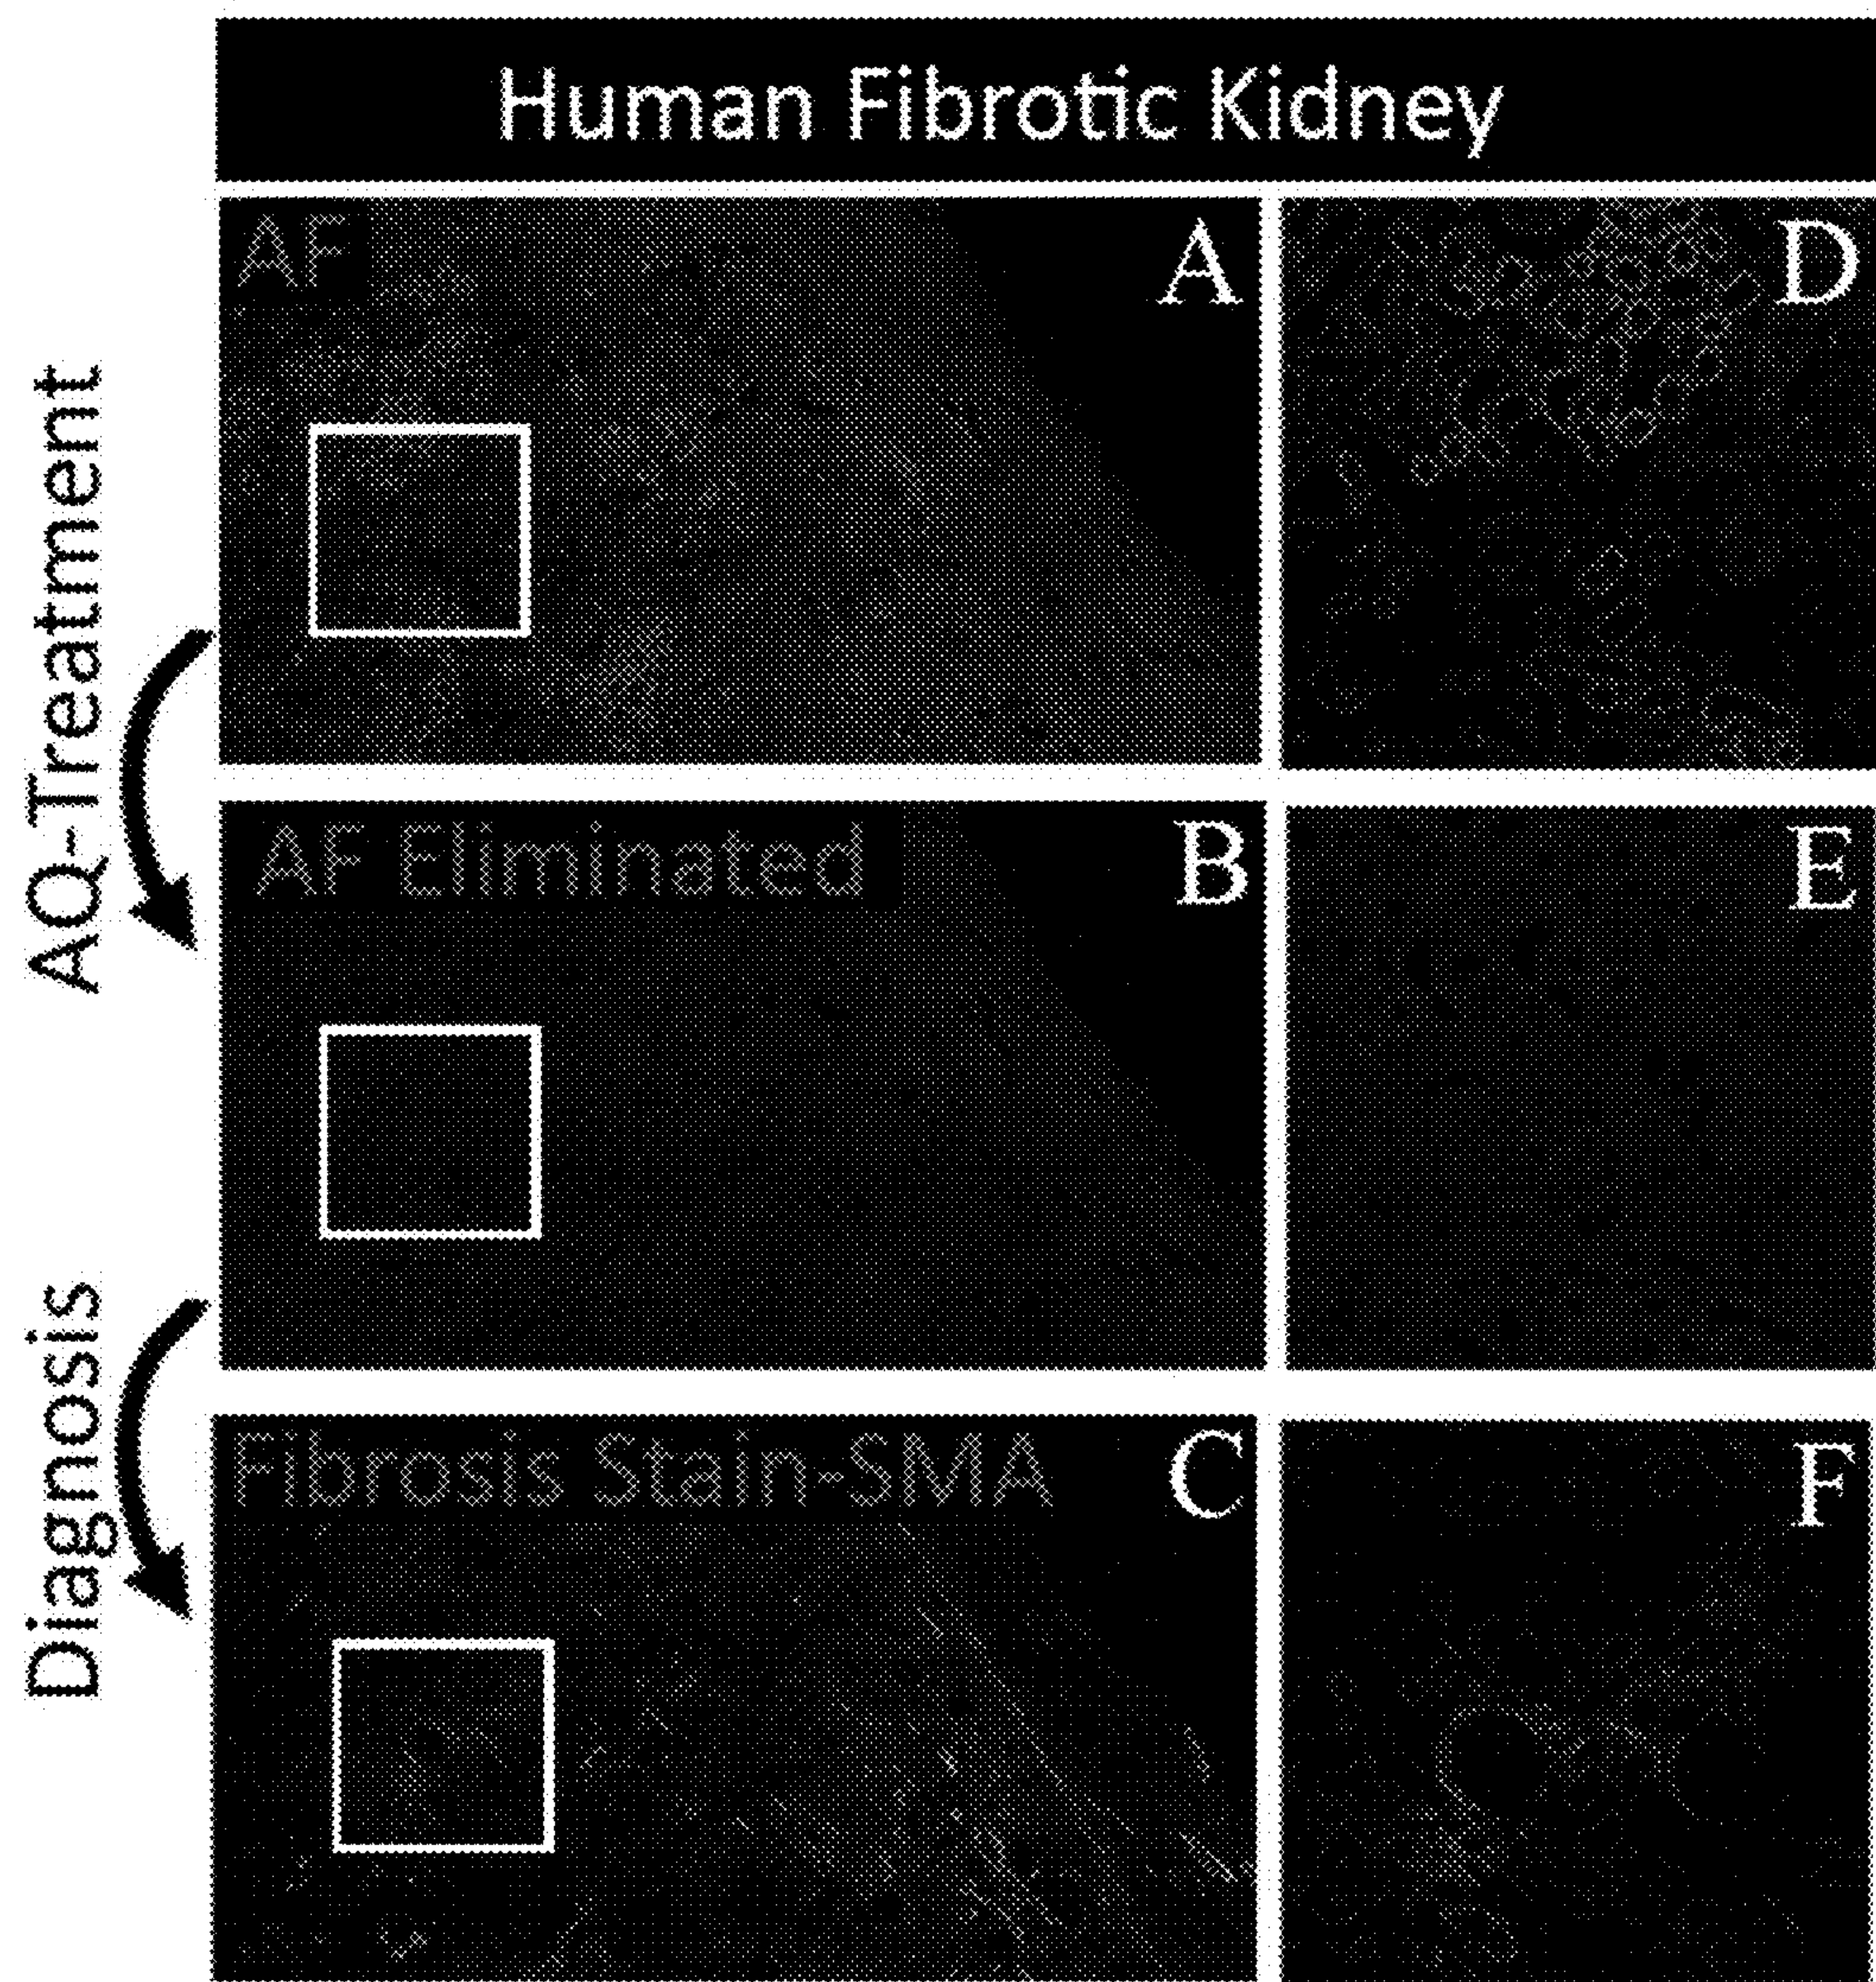 Human Fibrotic Kidney
AF
A
D
AQ-Treatment
AF Eliminated
B
E
Diagnosis
Fibrosis Stain-SMA
C
F